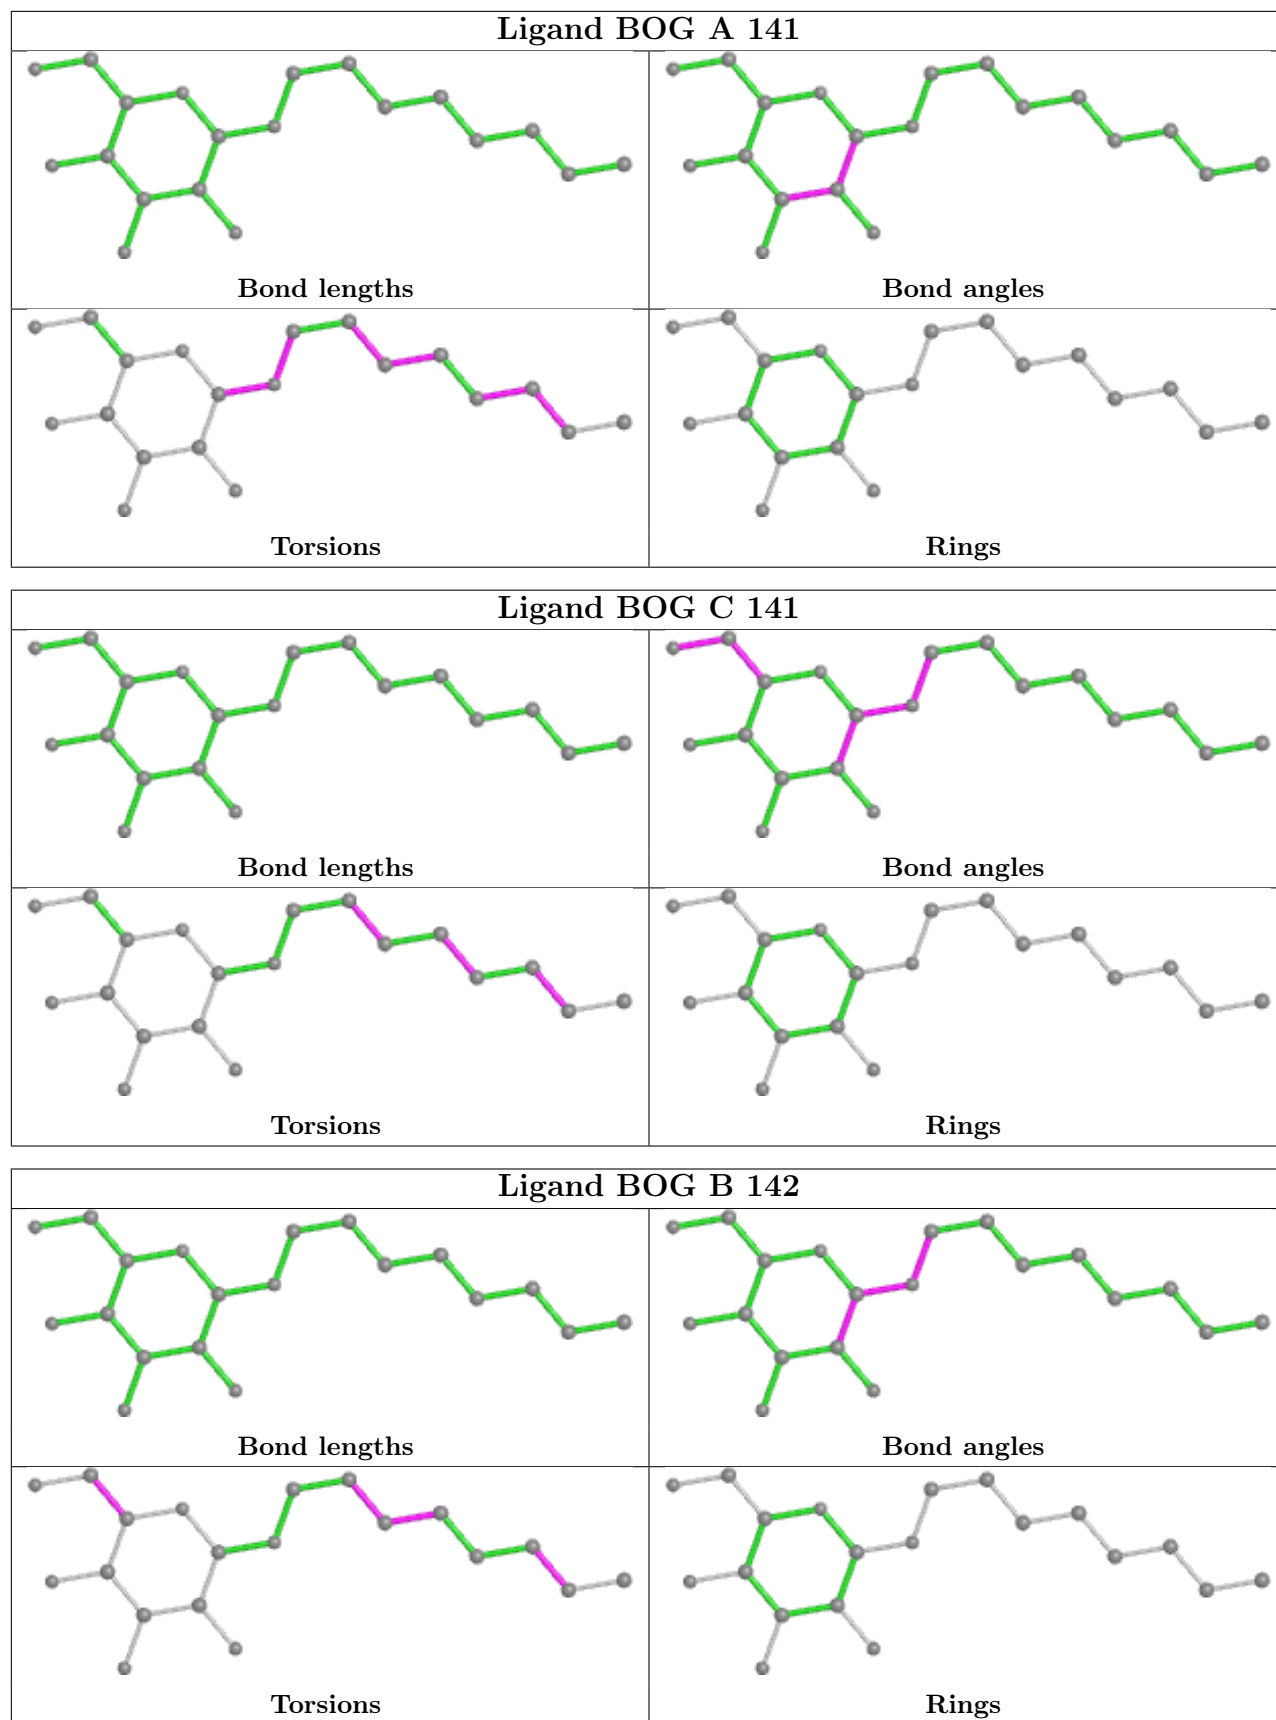 Ligand BOG A 141
Bond lengths
Bond angles
Torsions
Rings
Ligand BOG C 141
Bond lengths
Bond angles
Torsions
Rings
Ligand BOG B 142
Bond lengths
Bond angles
Torsions
Rings